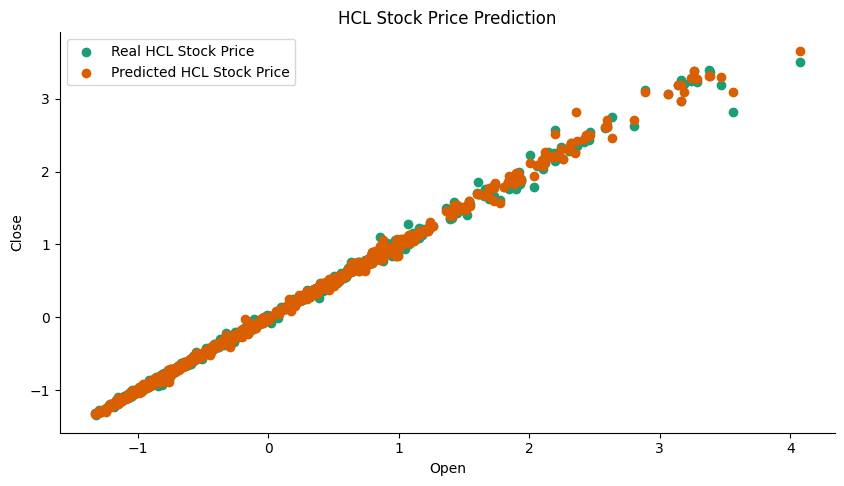 HCL Stock Price Prediction
Real HCL Stock Price
Predicted HCL Stock Price
3
2
1
0
−1
Close
−1
0
1
2
3
4
Open